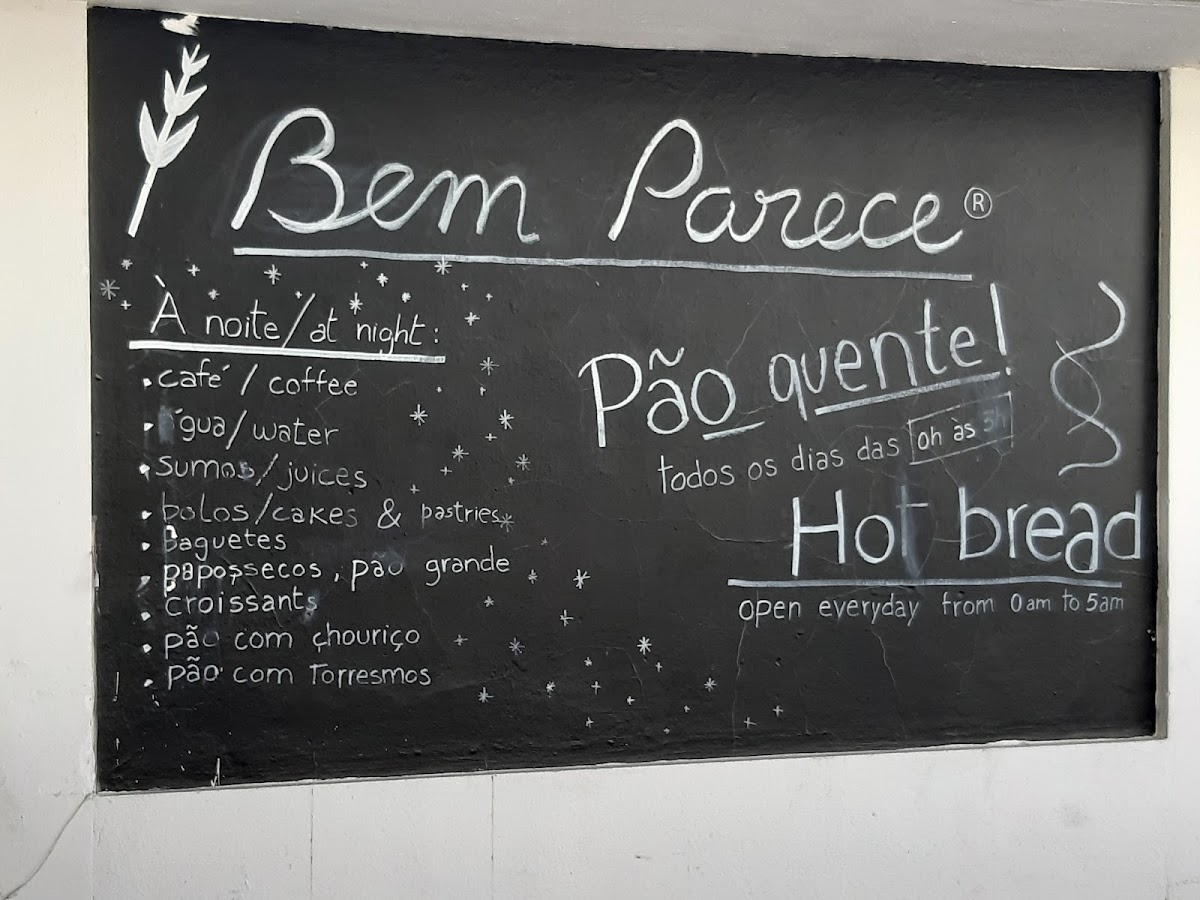 Bem Parece®
À noite/at night:
• café / coffee
• água/water
• sumos/juices
• bolos/cakes & pastries
• baguetes
• papossecos, pão grande
• croissants
• pão com chouriço
• pão com Torresmos
Pão quente!
todos os dias das 0h às 5h
Hot bread
open everyday from 0am to 5am